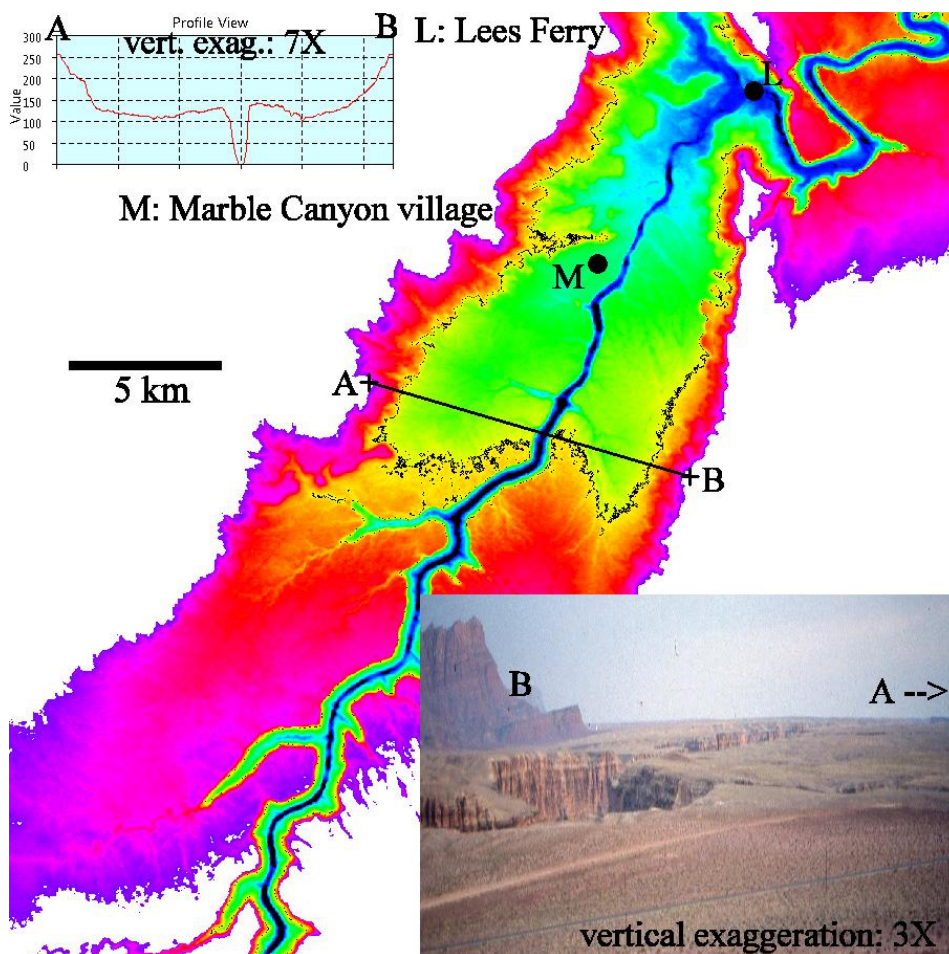 Profile View
A
vert. exag.: 7X
B
L: Lees Ferry
300
250
200
150
100
50
0
Value
L
M: Marble Canyon village
M
5 km
A
B
B
A -->
vertical exaggeration: 3X